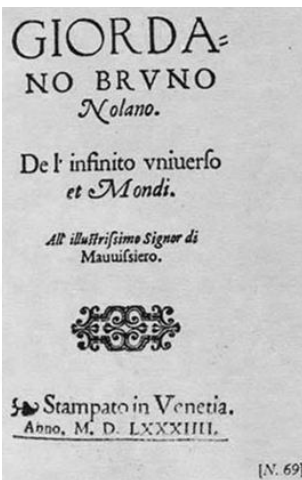 GIORDA=
NO BRVNO
Nolano.
De l' infinito vniuerſo
et Mondi.
All' illuſtriſſimo Signor di
Mauuiſſiero.
Stampato in Venetia.
Anno. M. D. LXXXIIII.
[N. 69]